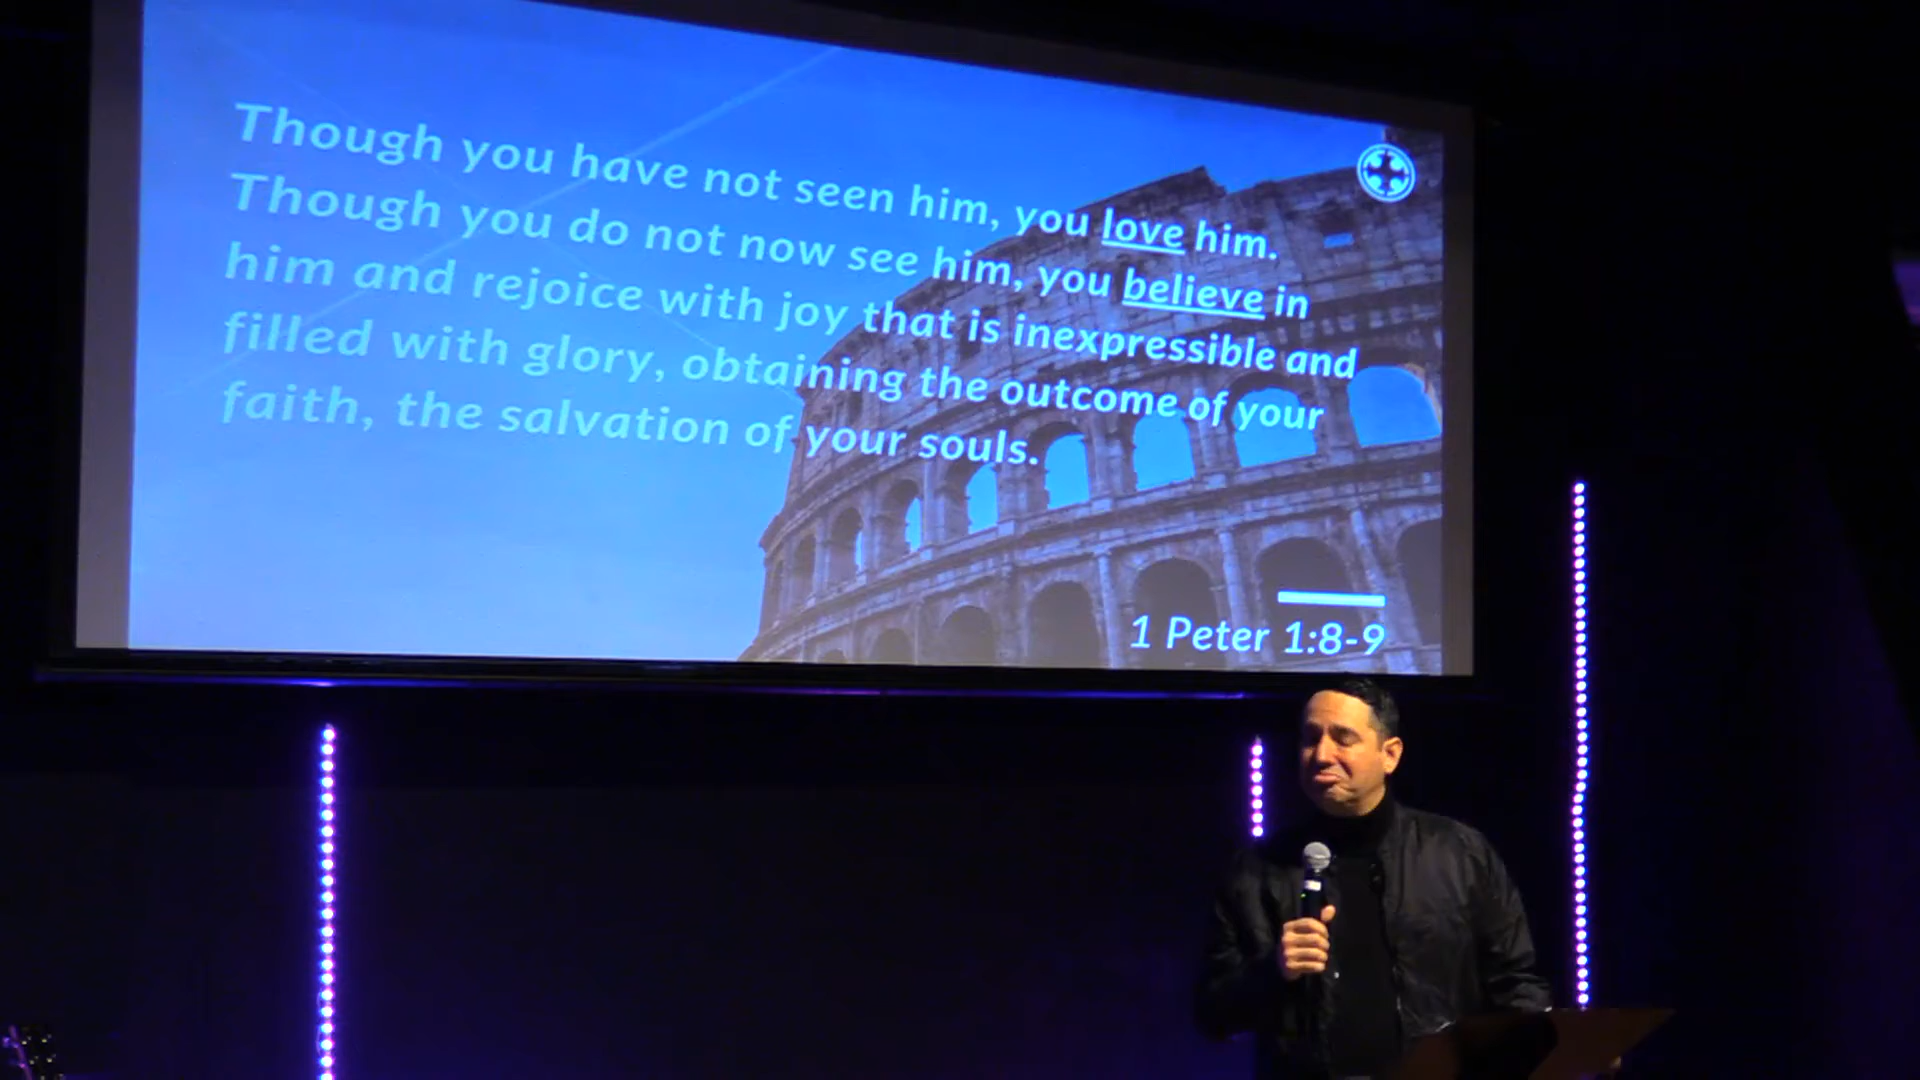 Though you have not seen him, you love him.
Though you do not now see him, you believe in
him and rejoice with joy that is inexpressible and
filled with glory, obtaining the outcome of your
faith, the salvation of your souls.
1 Peter 1:8-9